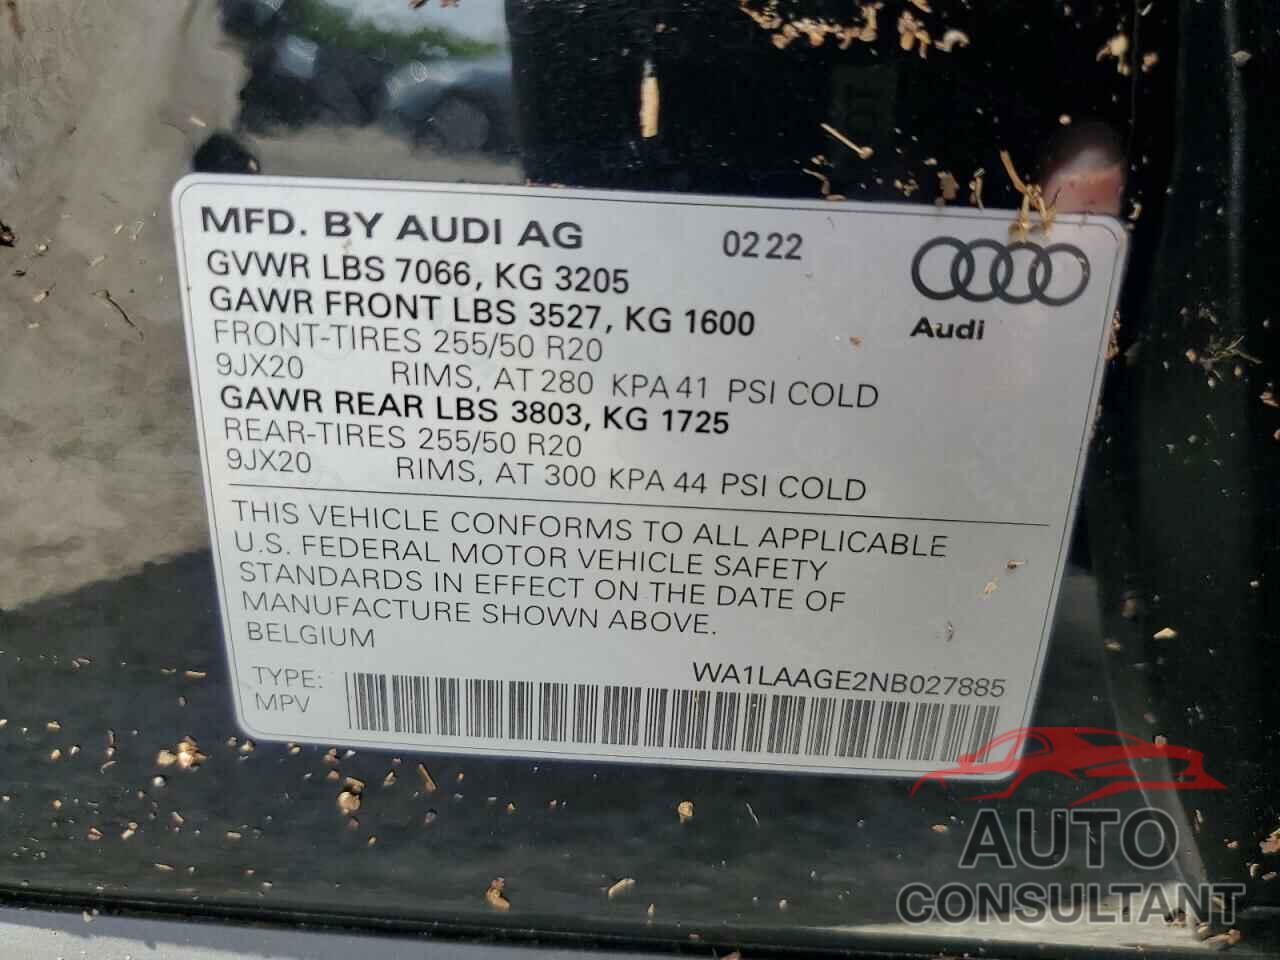 MFD. BY AUDI AG 0222
GVWR LBS 7066, KG 3205
GAWR FRONT LBS 3527, KG 1600
Audi
FRONT-TIRES 255/50 R20
9JX20 RIMS, AT 280 KPA 41 PSI COLD
GAWR REAR LBS 3803, KG 1725
REAR-TIRES 255/50 R20
9JX20 RIMS, AT 300 KPA 44 PSI COLD
THIS VEHICLE CONFORMS TO ALL APPLICABLE
U.S. FEDERAL MOTOR VEHICLE SAFETY
STANDARDS IN EFFECT ON THE DATE OF
MANUFACTURE SHOWN ABOVE.
BELGIUM
WA1LAAGE2NB027885
TYPE:
MPV
AUTO
CONSULTANT